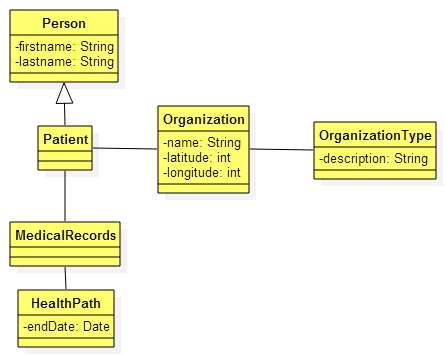 Person
-firstname: String
-lastname: String
Patient
Organization
-name: String
-latitude: int
-longitude: int
OrganizationType
-description: String
MedicalRecords
HealthPath
-endDate: Date